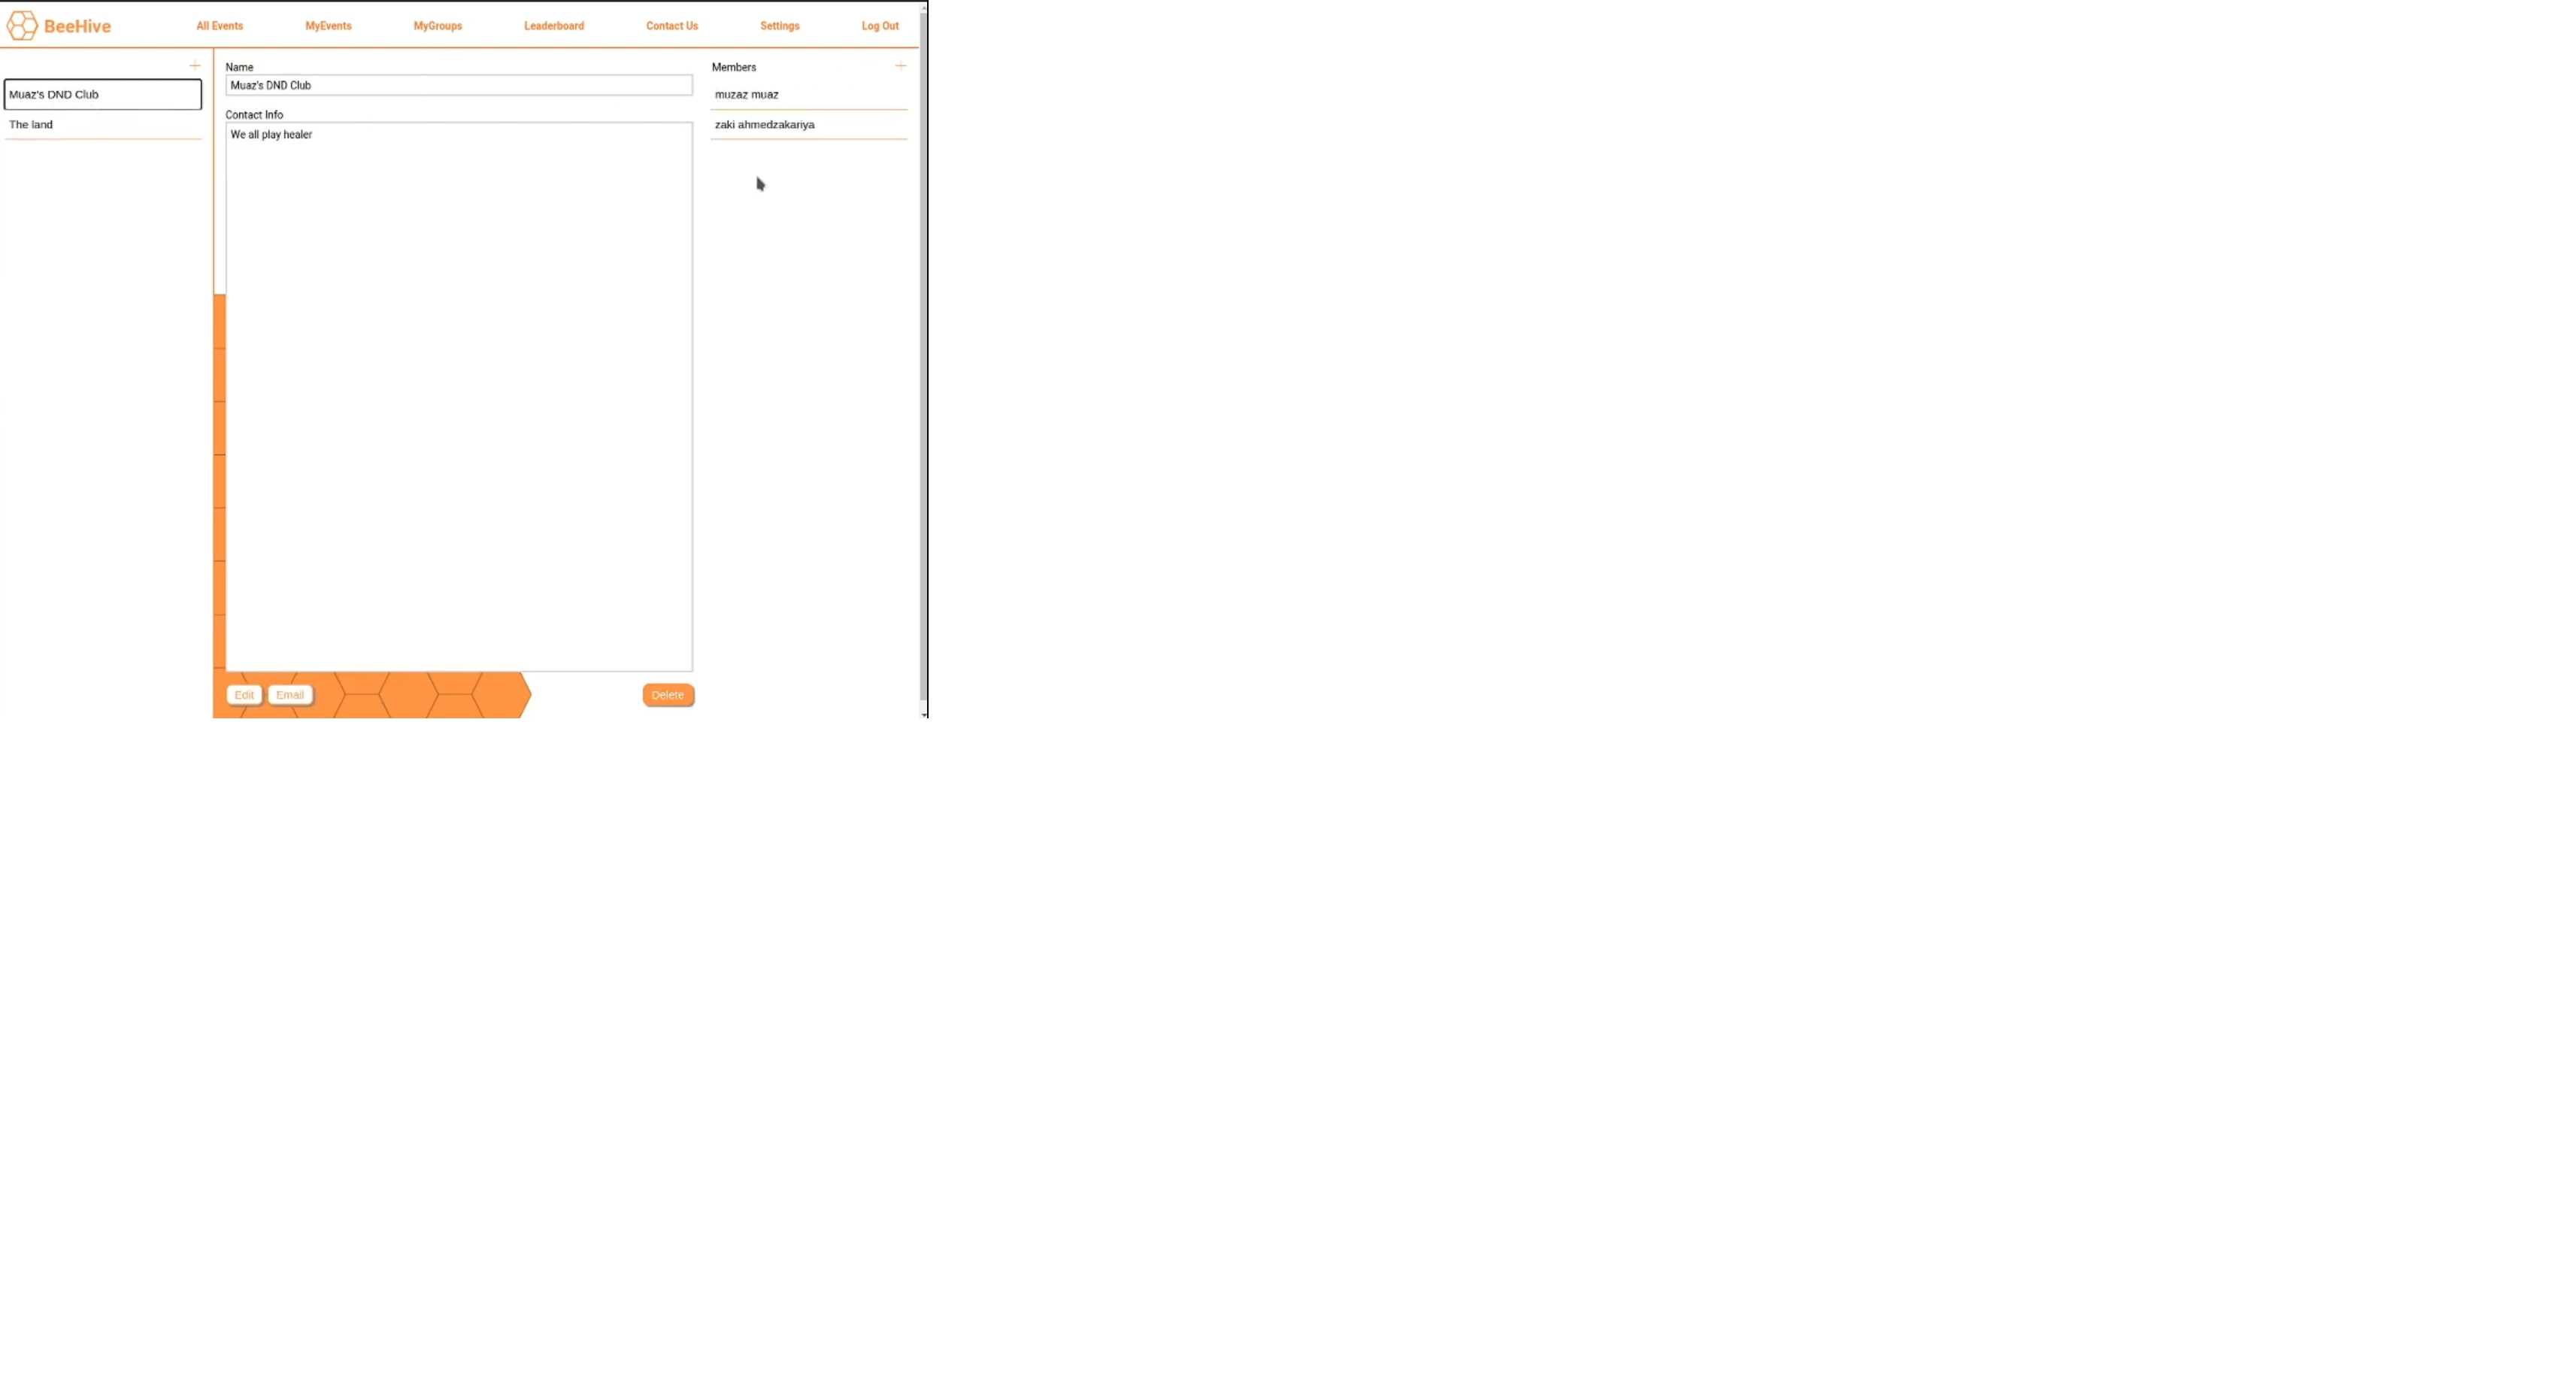 BeeHive
All Events
MyEvents
MyGroups
Leaderboard
Contact Us
Settings
Log Out
+
Muaz's DND Club
The land
Name
Muaz's DND Club
Contact Info
We all play healer
Edit
Email
Delete
Members
+
muzaz muaz
zaki ahmedzakariya